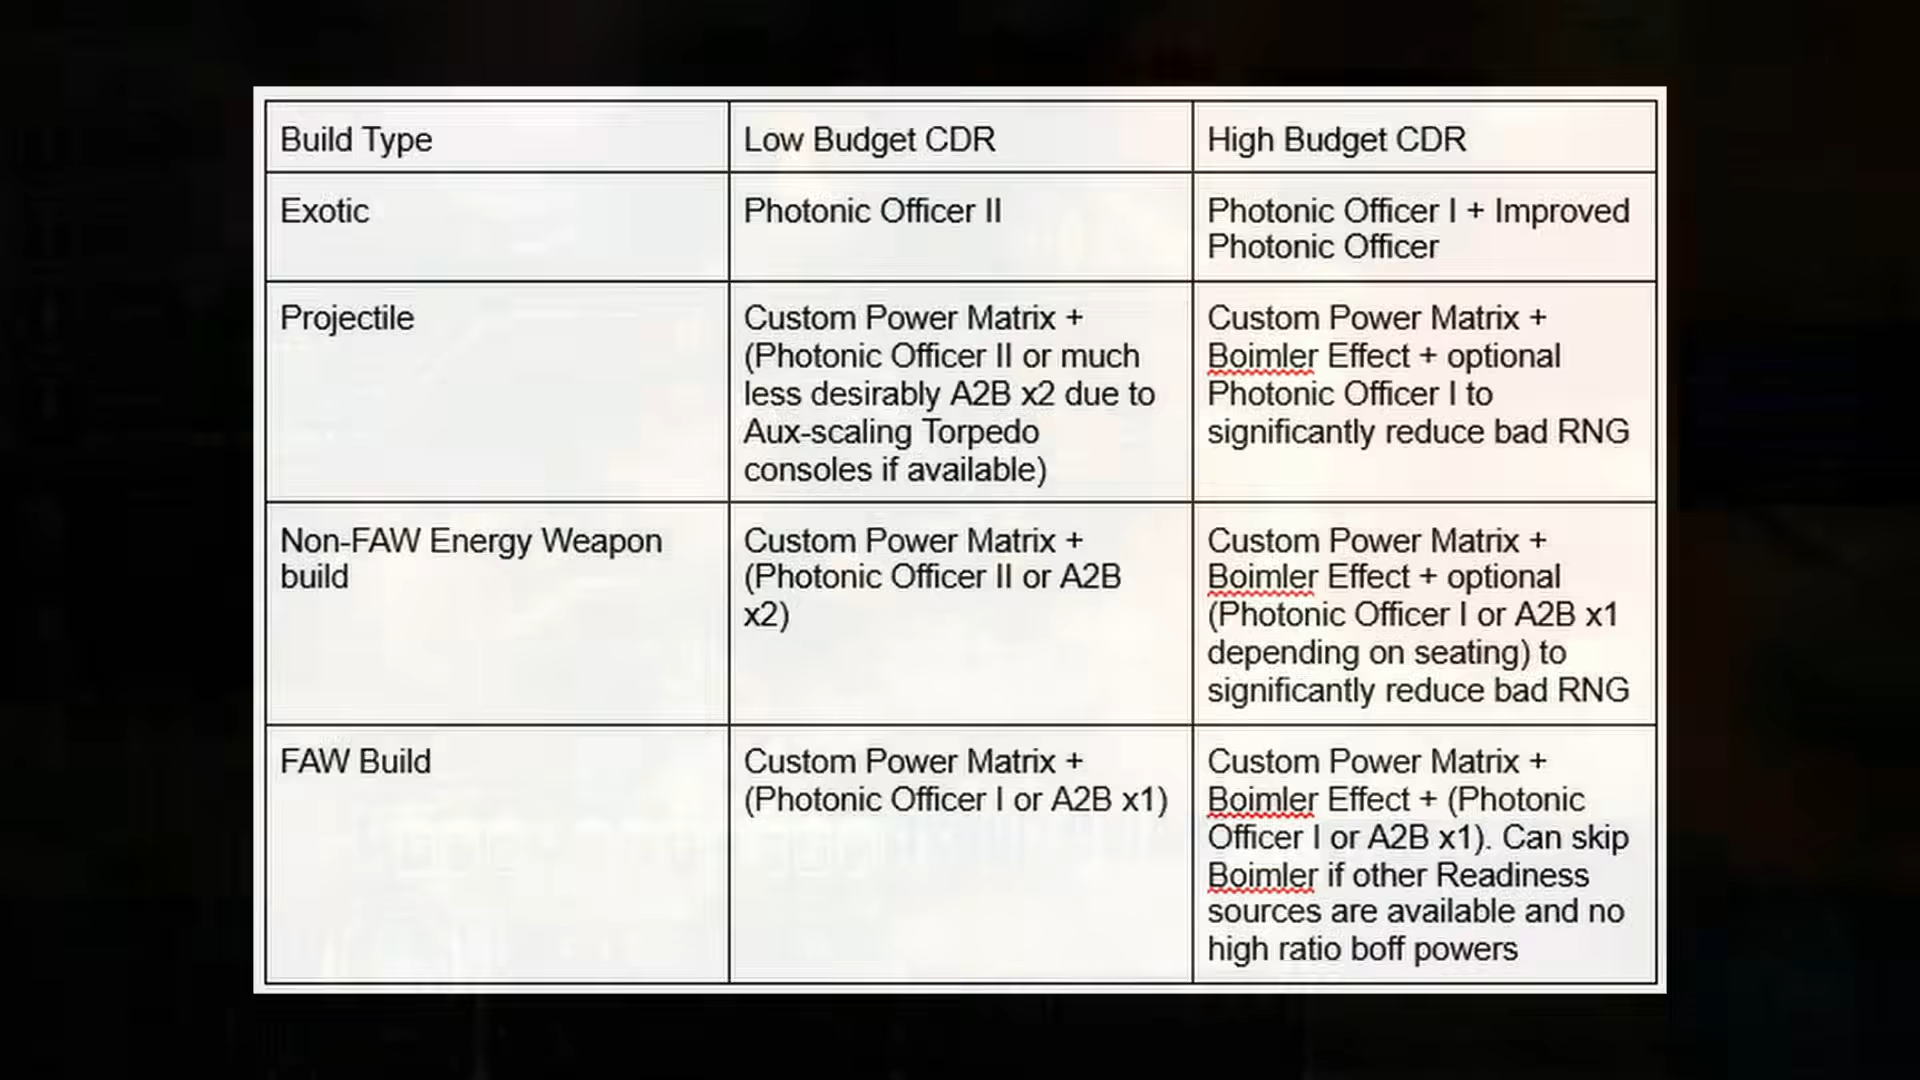 Build Type
Low Budget CDR
High Budget CDR
Exotic
Photonic Officer II
Photonic Officer I + Improved
Photonic Officer
Projectile
Custom Power Matrix +
(Photonic Officer II or much
less desirably A2B x2 due to
Aux-scaling Torpedo
consoles if available)
Custom Power Matrix +
Boimler Effect + optional
Photonic Officer I to
significantly reduce bad RNG
Non-FAW Energy Weapon
build
Custom Power Matrix +
(Photonic Officer II or A2B
x2)
Custom Power Matrix +
Boimler Effect + optional
(Photonic Officer I or A2B x1
depending on seating) to
significantly reduce bad RNG
FAW Build
Custom Power Matrix +
(Photonic Officer I or A2B x1)
Custom Power Matrix +
Boimler Effect + (Photonic
Officer I or A2B x1). Can skip
Boimler if other Readiness
sources are available and no
high ratio boff powers